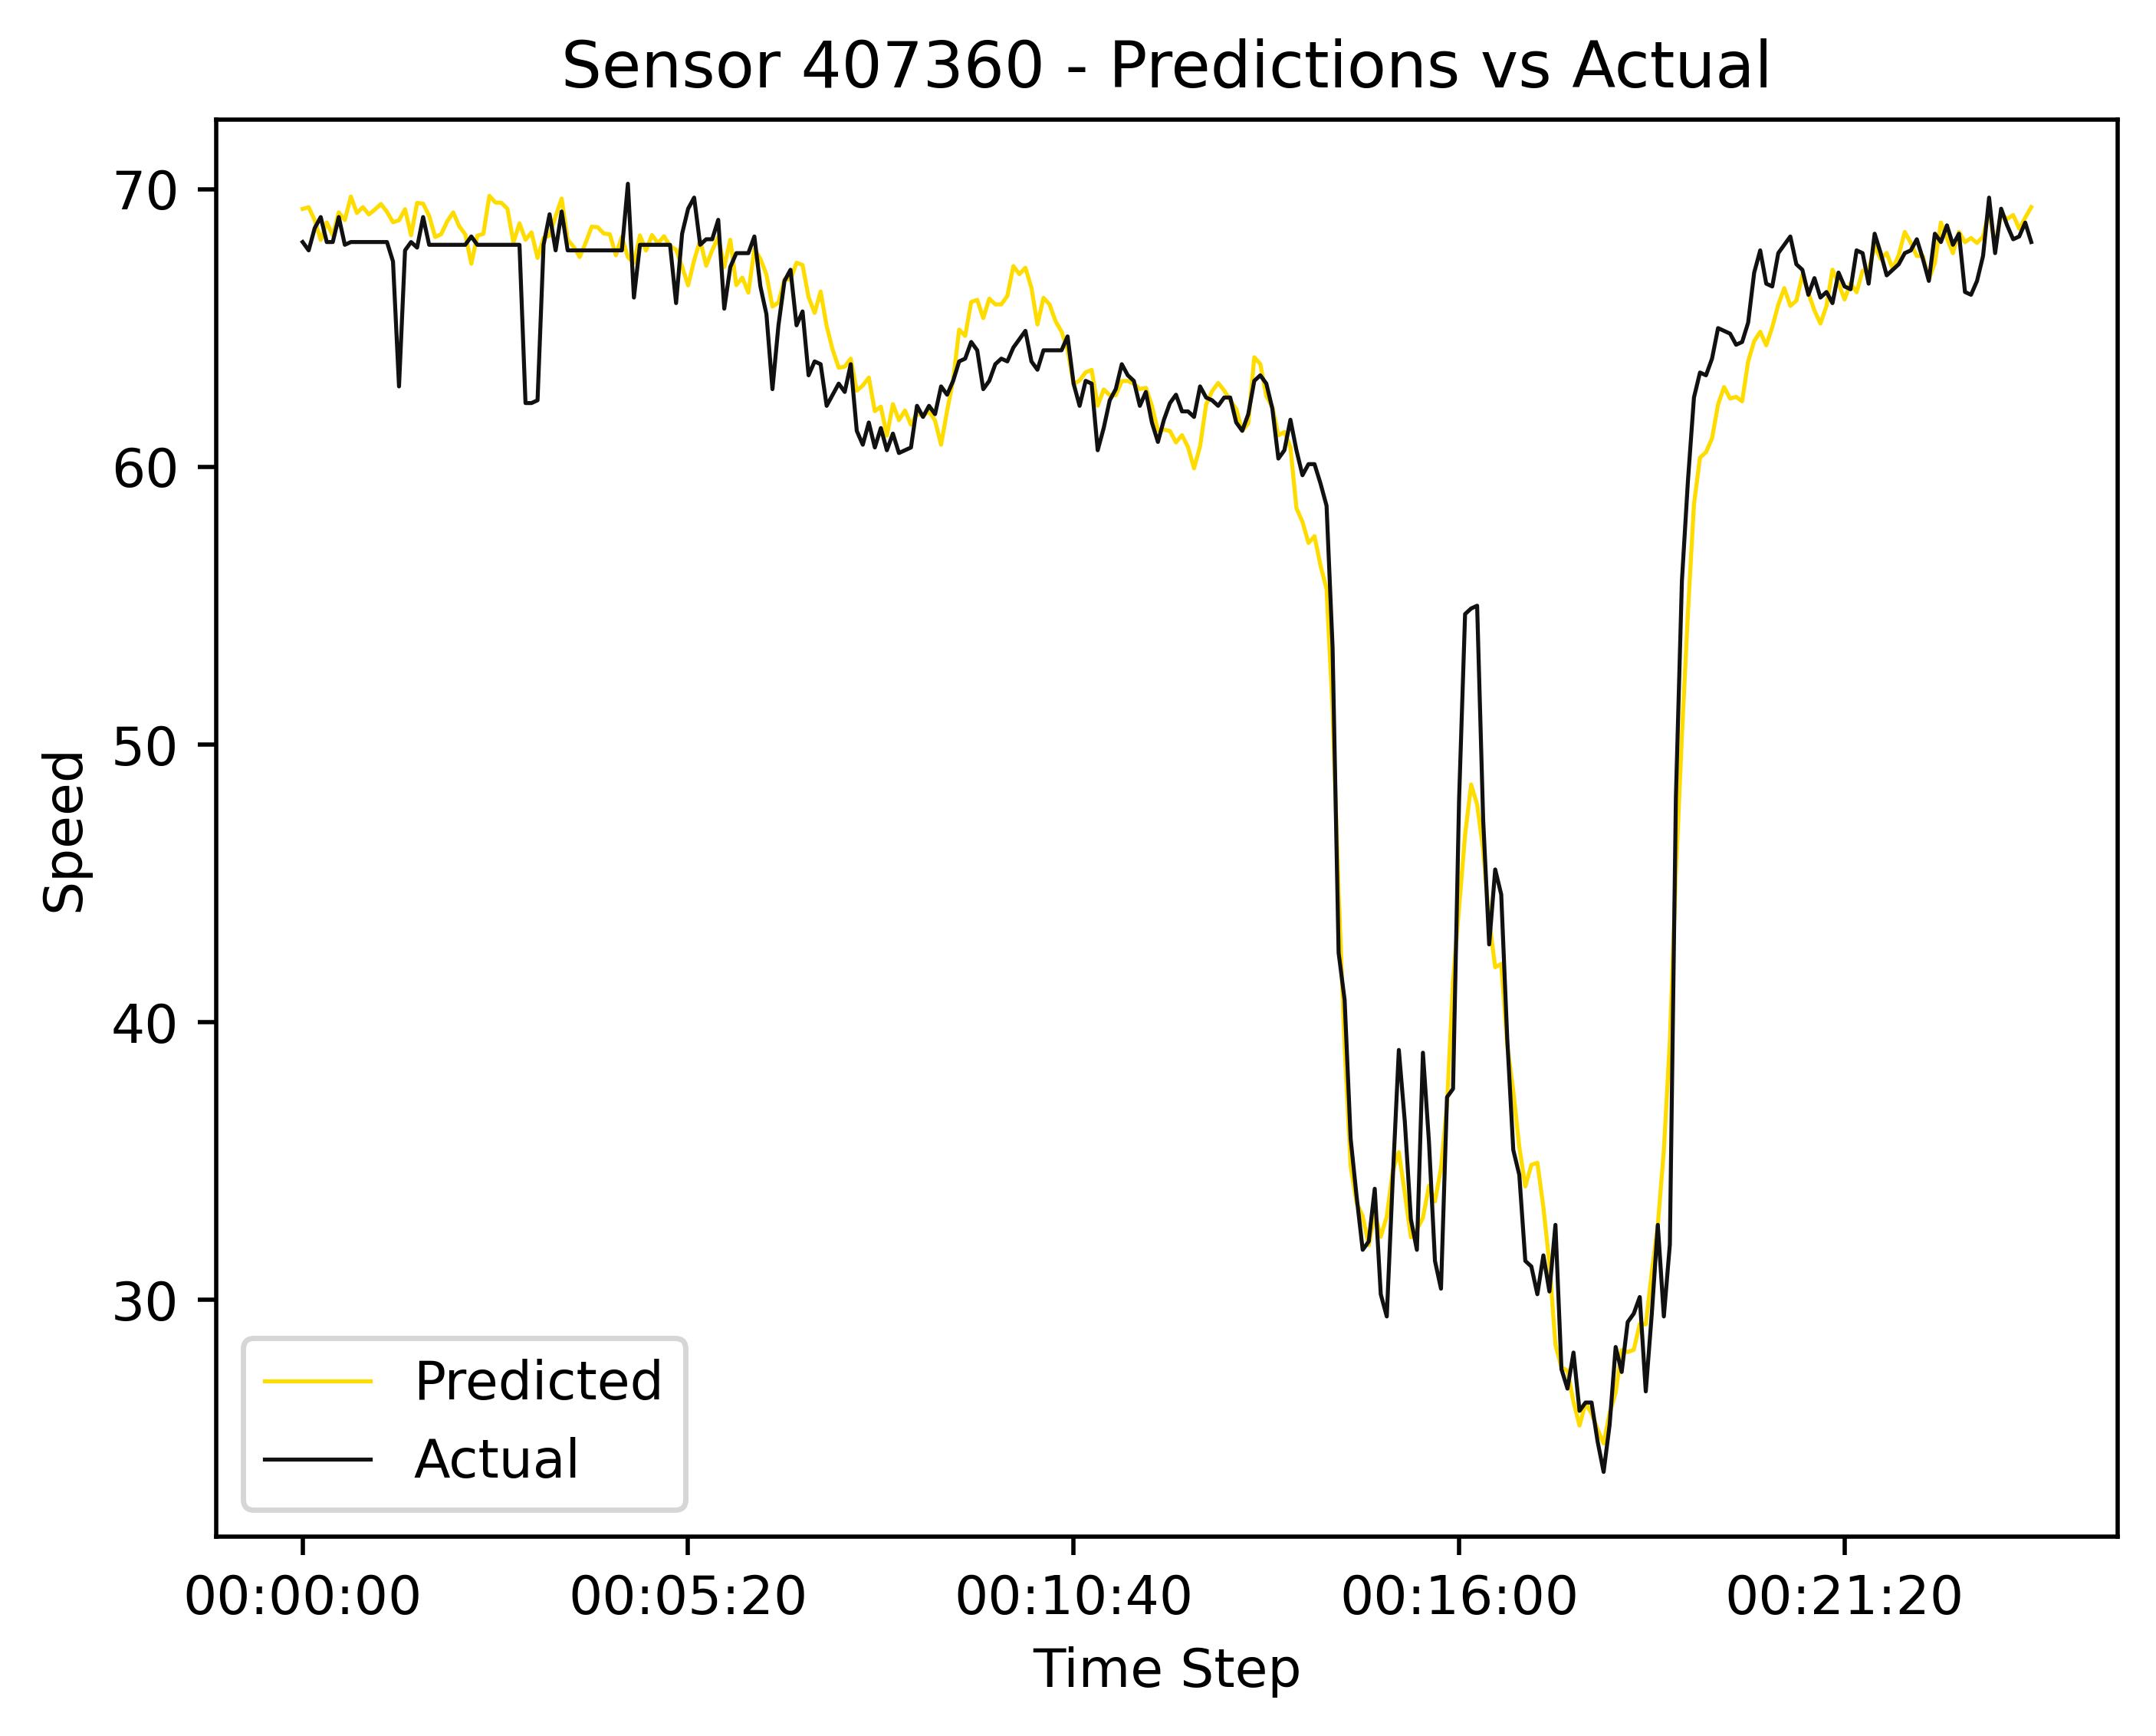 Sensor 407360 - Predictions vs Actual
70
60
50
40
30
Speed
Predicted
Actual
00:00:00 00:05:20 00:10:40 00:16:00 00:21:20
Time Step